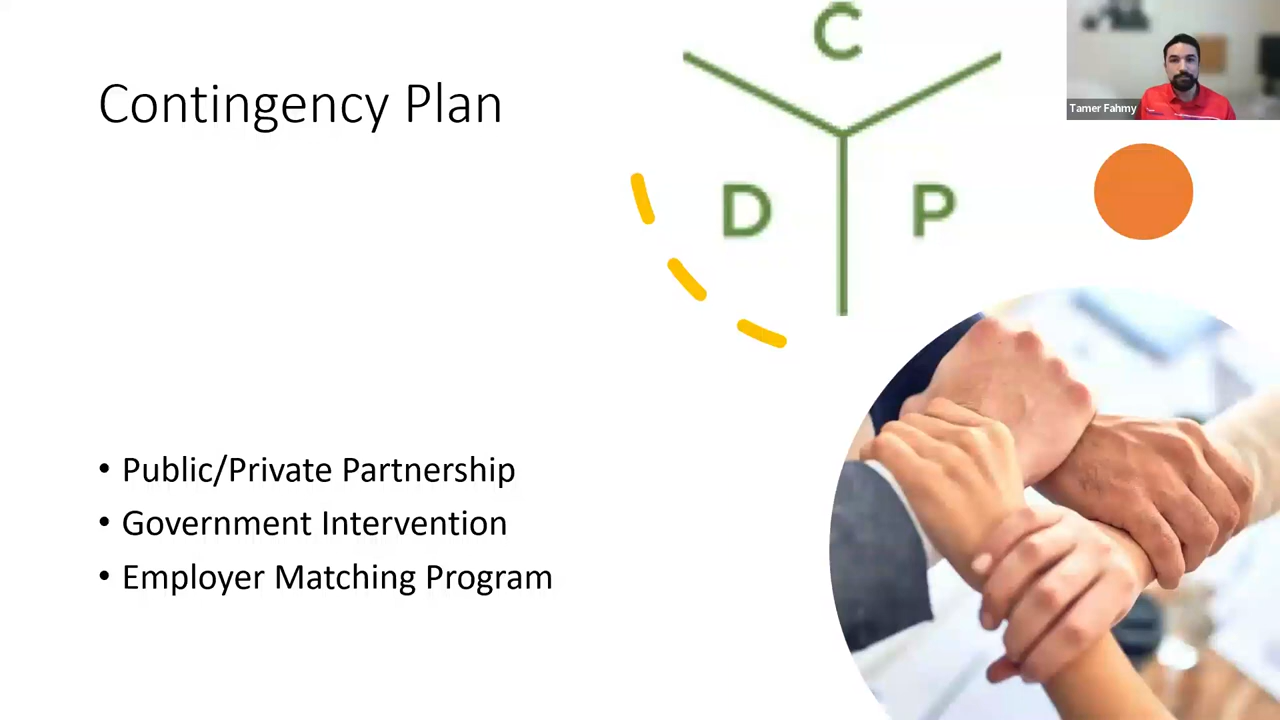 Contingency Plan
C
D P
Tamer Fahmy
• Public/Private Partnership
• Government Intervention
• Employer Matching Program